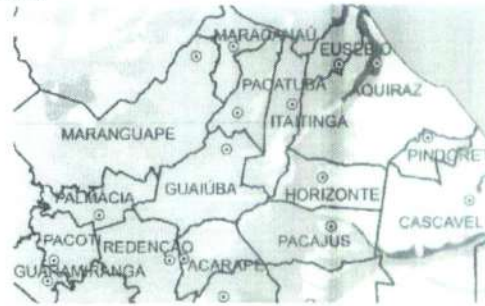 MARACANAÚ
EUSÉBIO
PACATUBA
AQUIRAZ
ITAITINGA
MARANGUAPE
PINDORET
GUAIÚBA
PALMÁCIA
HORIZONTE
CASCAVEL
PACOTI
REDENÇÃO
PACAJUS
ACARAPE
GUARAMIRANGA